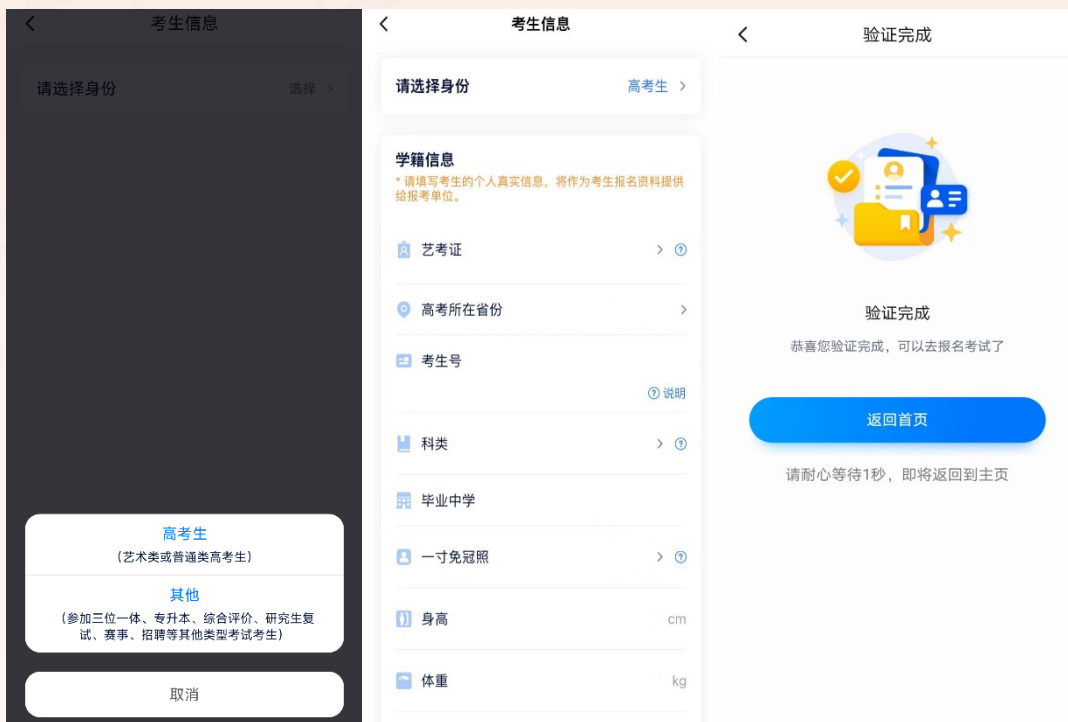 考生信息
请选择身份
选择
高考生
（艺术类或普通类高考生）
其他
（参加三位一体、专升本、综合评价、研究生复
试、赛事、招聘等其他类型考试考生）
取消
考生信息
请选择身份
高考生
学籍信息
* 请填写考生的个人真实信息，将作为考生报名资料提供
给报考单位。
艺考证
高考所在省份
考生号
说明
科类
毕业中学
一寸免冠照
身高 cm
体重 kg
验证完成
验证完成
恭喜您验证完成，可以去报名考试了
返回首页
请耐心等待1秒，即将返回到主页